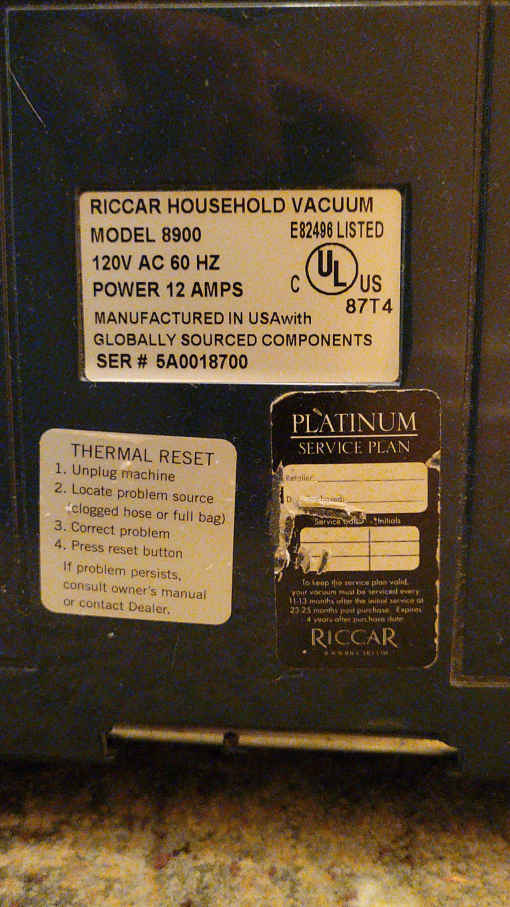 RICCAR HOUSEHOLD VACUUM
MODEL 8900
E82496 LISTED
120V AC 60 HZ
C UL US
POWER 12 AMPS
87T4
MANUFACTURED IN USAwith
GLOBALLY SOURCED COMPONENTS
SER # 5A0018700
THERMAL RESET
1. Unplug machine
2. Locate problem source
(clogged hose or full bag)
3. Correct problem
4. Press reset button
If problem persists,
consult owner's manual
or contact Dealer.
PLATINUM
SERVICE PLAN
Retailer:
Service Initials
To keep the service plan valid,
your vacuum must be serviced every
11-13 months after the initial service at
23-25 months post purchase. Expires
4 years after purchase date.
RICCAR